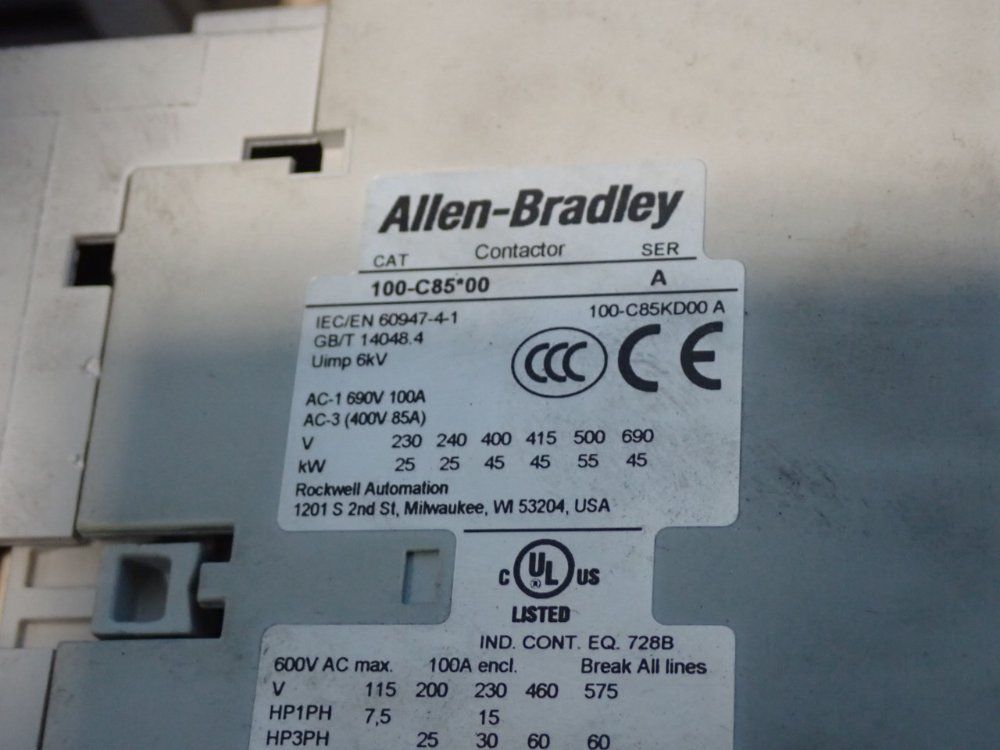 Allen-Bradley
CAT Contactor SER
100-C85*00 A
100-C85KD00 A
IEC/EN 60947-4-1
GB/T 14048.4
Uimp 6kV
CCC CE
AC-1 690V 100A
AC-3 (400V 85A)
V 230 240 400 415 500 690
kW 25 25 45 45 55 45
Rockwell Automation
1201 S 2nd St, Milwaukee, WI 53204, USA
C UL US
LISTED
IND. CONT. EQ. 728B
600V AC max. 100A encl. Break All lines
V 115 200 230 460 575
HP1PH 7,5 15
HP3PH 25 30 60 60